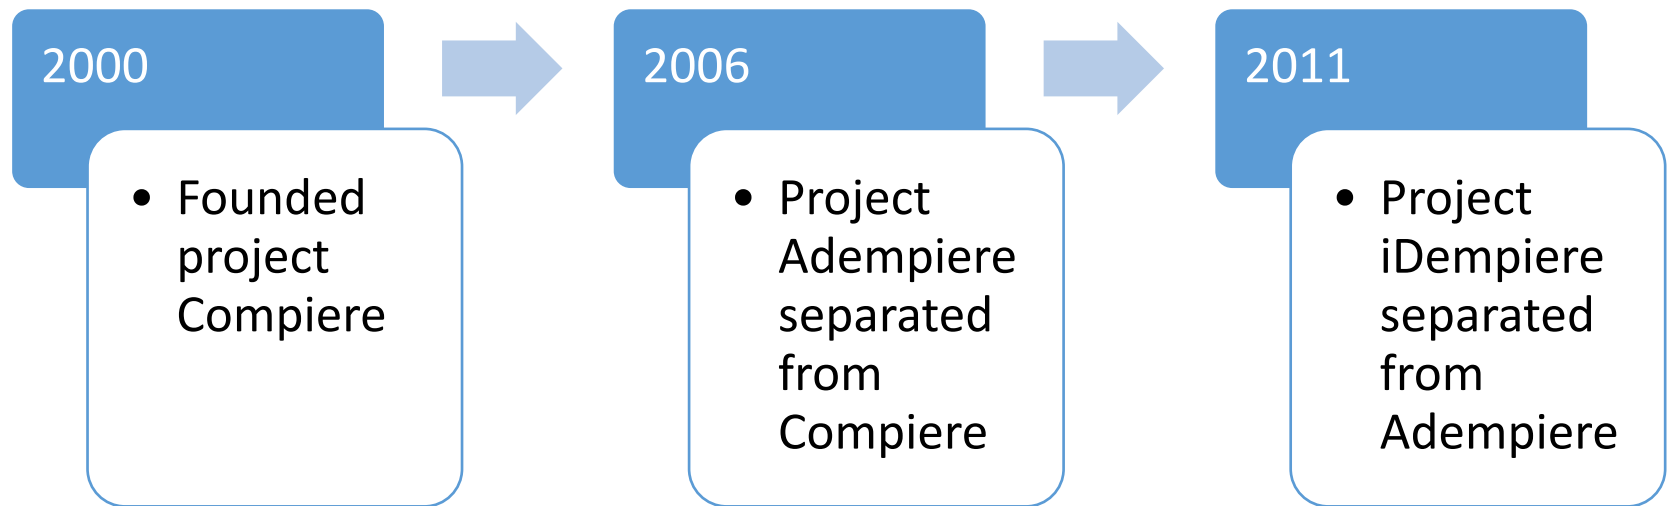 2000
• Founded
project
Compiere
2006
• Project
Adempiere
separated
from
Compiere
2011
• Project
iDempiere
separated
from
Adempiere